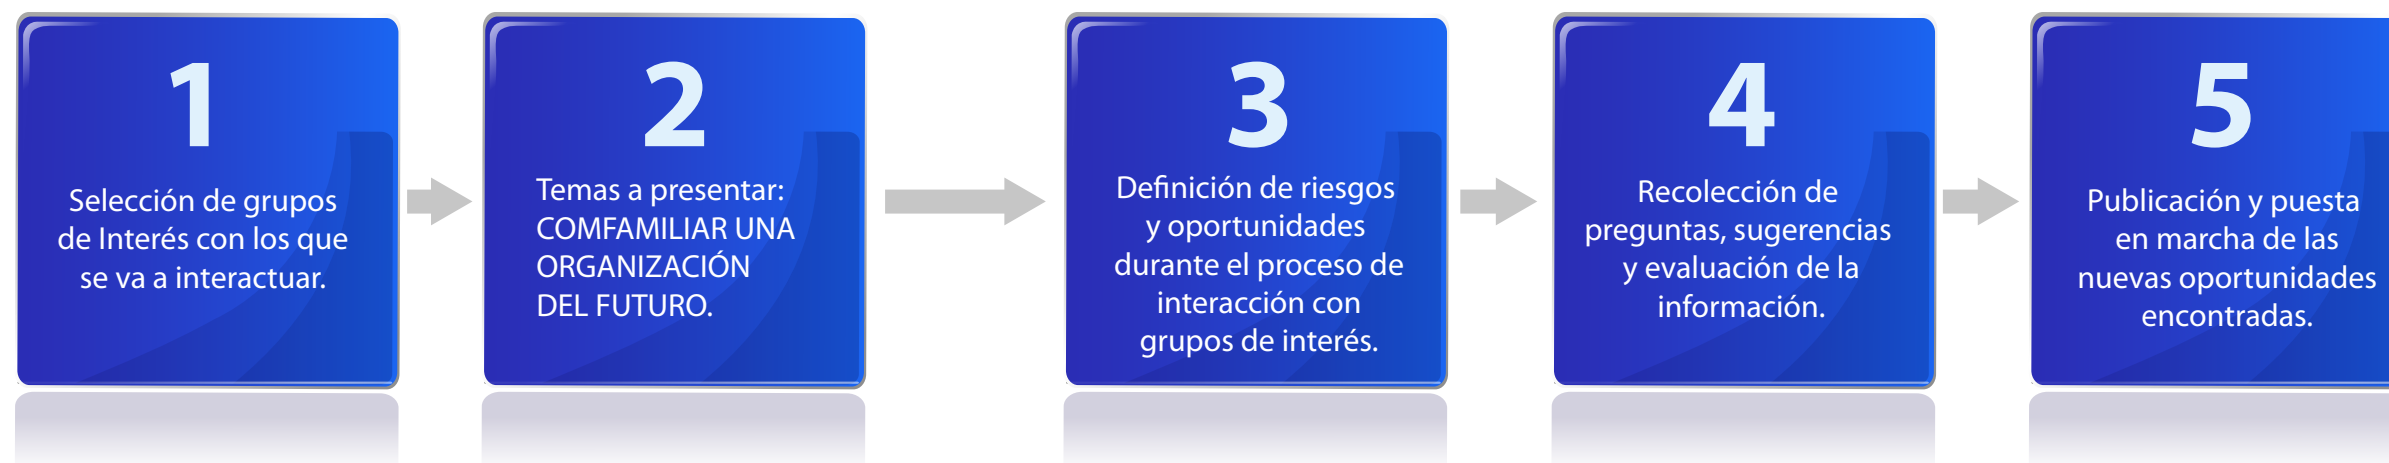 1
Selección de grupos
de Interés con los que
se va a interactuar.
2
Temas a presentar:
COMFAMILIAR UNA
ORGANIZACIÓN
DEL FUTURO.
3
Definición de riesgos
y oportunidades
durante el proceso de
interacción con
grupos de interés.
4
Recolección de
preguntas, sugerencias
y evaluación de la
información.
5
Publicación y puesta
en marcha de las
nuevas oportunidades
encontradas.